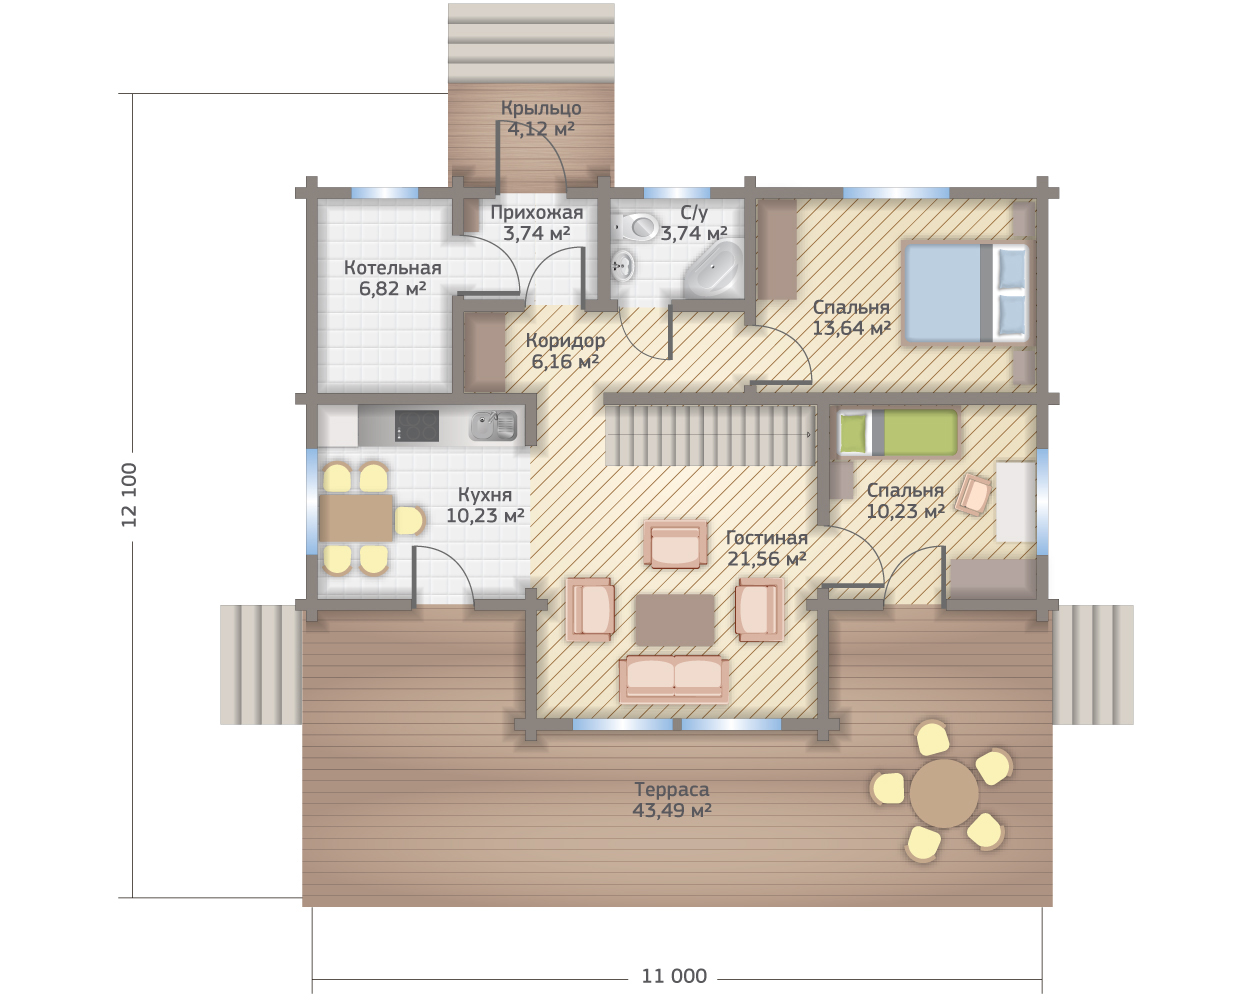 Крыльцо
4,12 м²
Прихожая
3,74 м²
С/у
3,74 м²
Котельная
6,82 м²
Спальня
13,64 м²
Коридор
6,16 м²
Кухня
10,23 м²
Гостиная
21,56 м²
Спальня
10,23 м²
12 100
Терраса
43,49 м²
11 000